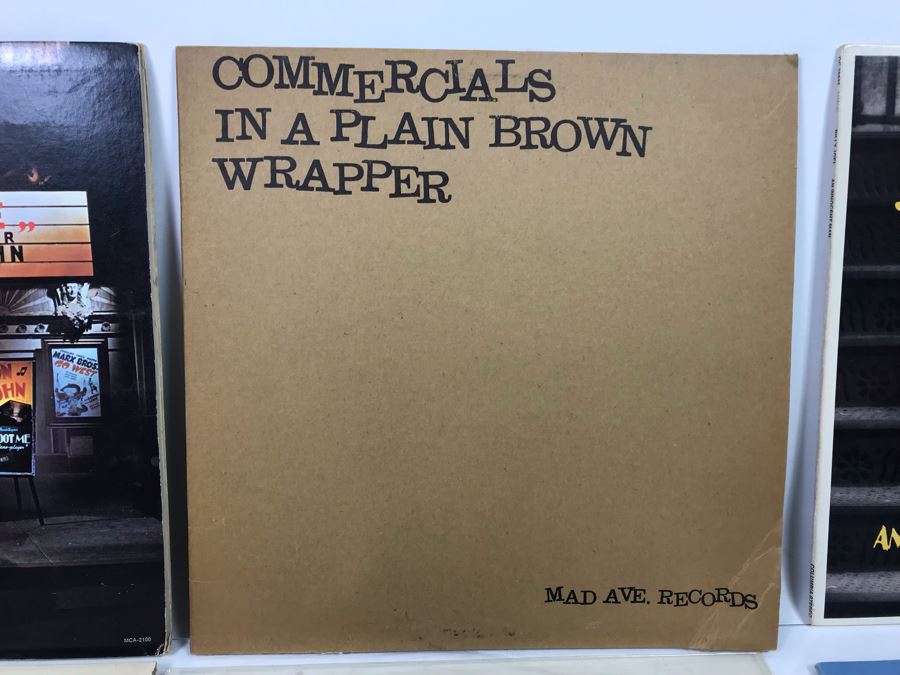 COMMERCIALS
IN A PLAIN BROWN
WRAPPER
MAD AVE. RECORDS
MARX BROS.
GO WEST
MCA-2100